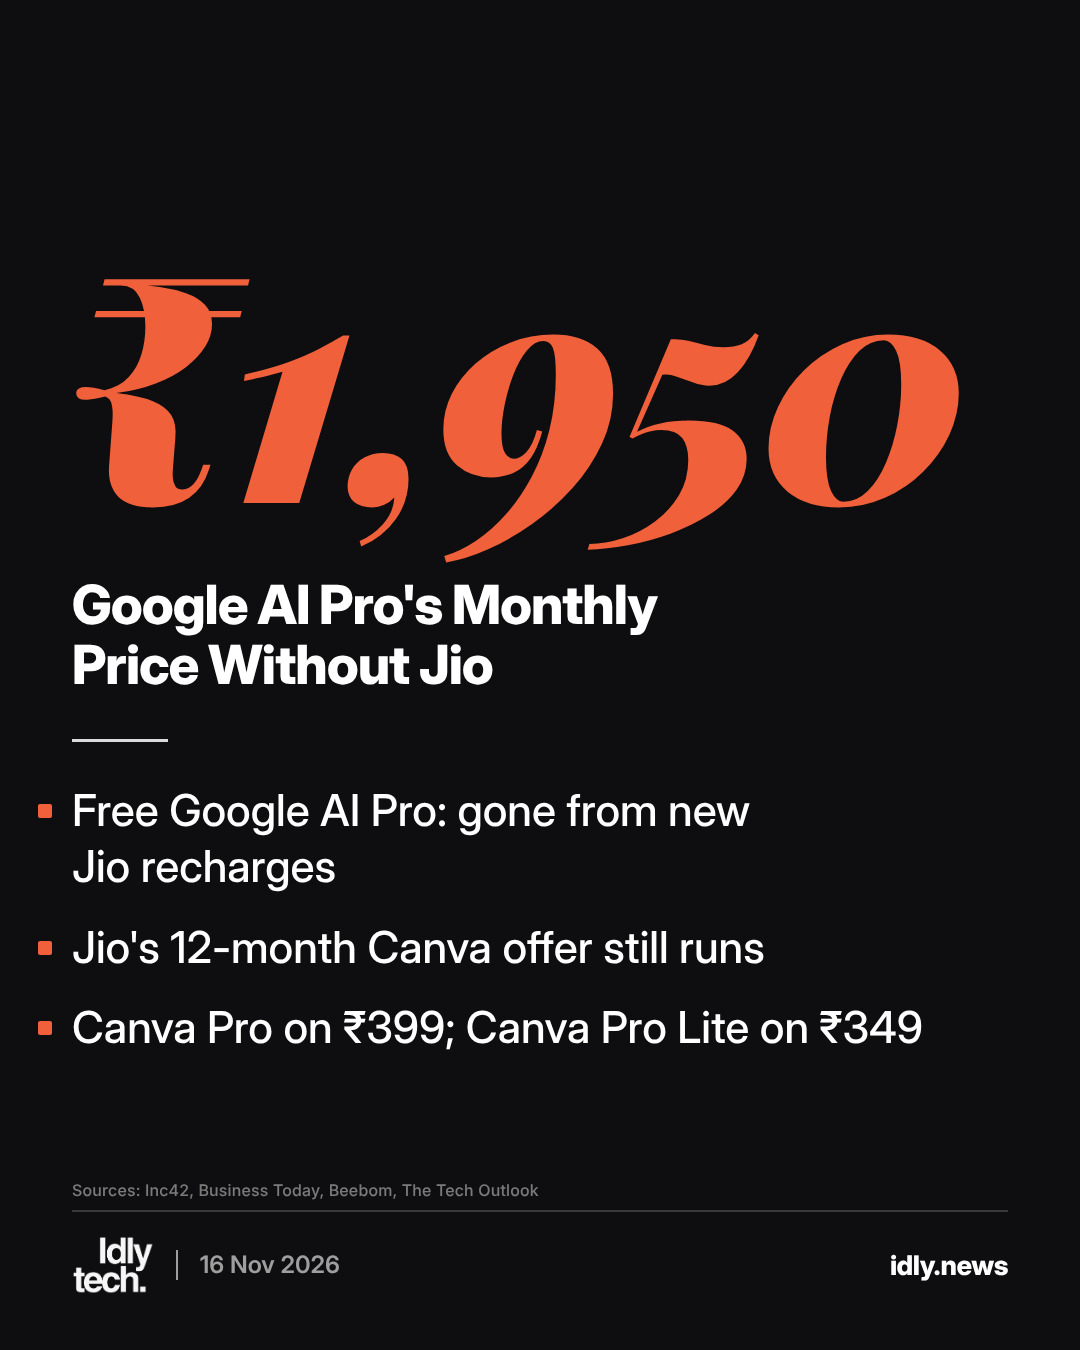 ₹1,950
Google AI Pro's Monthly
Price Without Jio
Free Google AI Pro: gone from new
Jio recharges
Jio's 12-month Canva offer still runs
Canva Pro on ₹399; Canva Pro Lite on ₹349
Sources: Inc42, Business Today, Beebom, The Tech Outlook
Idly
tech.
16 Nov 2026
idly.news